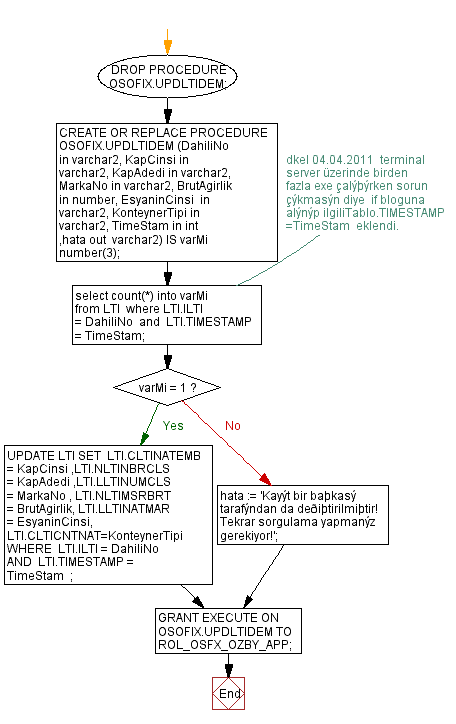 DROP PROCEDURE
OSOFIX.UPDLTIDEM;
CREATE OR REPLACE PROCEDURE
OSOFIX.UPDLTIDEM (DahiliNo
in varchar2, KapCinsi in
varchar2, KapAdedi in varchar2,
MarkaNo in varchar2, BrutAgirlik
in number, EsyaninCinsi  in
varchar2, KonteynerTipi in
varchar2, TimeStam in int
,hata out  varchar2) IS varMi
number(3);
dkel 04.04.2011  terminal
server üzerinde birden
fazla exe çalýþýrken sorun
çýkmasýn diye  if bloguna
alýnýp ilgiliTablo.TIMESTAMP
=TimeStam  eklendi.
select count(*) into varMi
from LTI  where LTI.ILTI
= DahiliNo  and  LTI.TIMESTAMP
= TimeStam;
varMi = 1 ?
Yes
No
UPDATE LTI SET  LTI.CLTINATEMB
= KapCinsi ,LTI.NLTINBRCLS
= KapAdedi ,LTI.LLTINUMCLS
= MarkaNo , LTI.NLTIMSRBRT
= BrutAgirlik, LTI.LLTINATMAR
= EsyaninCinsi,
LTI.CLTICNTNAT=KonteynerTipi
WHERE  LTI.ILTI = DahiliNo
AND  LTI.TIMESTAMP =
TimeStam  ;
hata := 'Kayýt bir baþkasý
tarafýndan da deðiþtirilmiþtir!
Tekrar sorgulama yapmanýz
gerekiyor!';
GRANT EXECUTE ON
OSOFIX.UPDLTIDEM TO
ROL_OSFX_OZBY_APP;
End